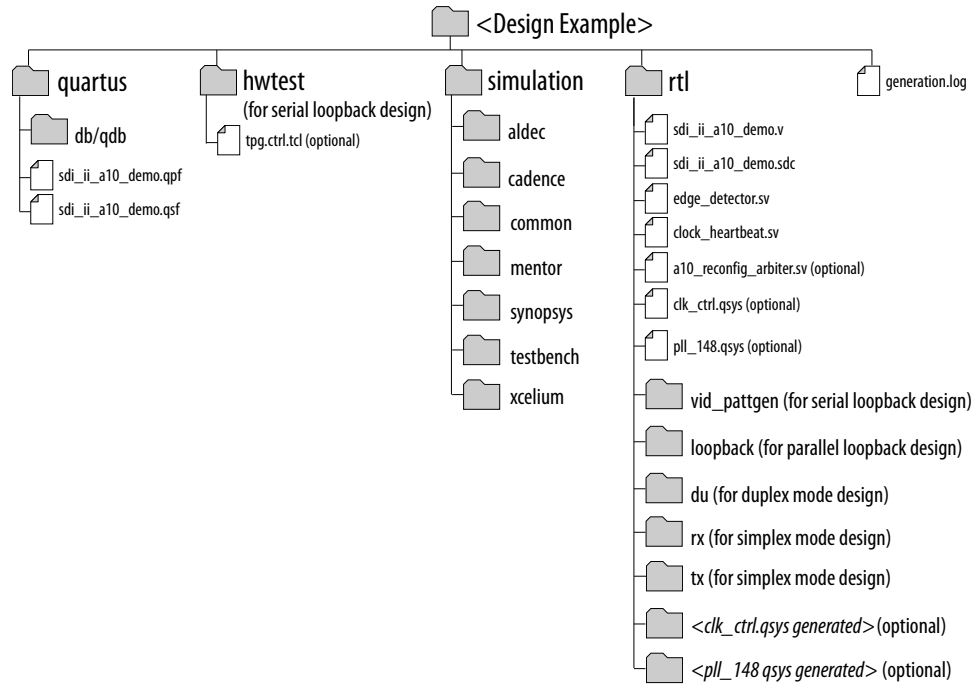 <Design Example>
quartus
db/qdb
sdi_ii_a10_demo.qpf
sdi_ii_a10_demo.qsf
hwtest
(for serial loopback design)
tpg.ctrl.tcl (optional)
simulation
aldec
cadence
common
mentor
synopsys
testbench
xcelium
rtl
sdi_ii_a10_demo.v
sdi_ii_a10_demo.sdc
edge_detector.sv
clock_heartbeat.sv
a10_reconfig_arbiter.sv (optional)
clk_ctrl.qsys (optional)
pll_148.qsys (optional)
vid_pattgen (for serial loopback design)
loopback (for parallel loopback design)
du (for duplex mode design)
rx (for simplex mode design)
tx (for simplex mode design)
<clk_ctrl.qsys generated>(optional)
<pll_148 qsys generated> (optional)
generation.log